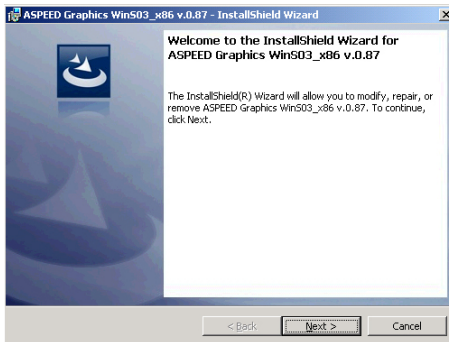 ASPEED Graphics WinS03_x86 v.0.87 - InstallShield Wizard
Welcome to the InstallShield Wizard for
ASPEED Graphics WinS03_x86 v.0.87
The InstallShield(R) Wizard will allow you to modify, repair, or
remove ASPEED Graphics WinS03_x86 v.0.87. To continue,
click Next.
< Back
Next >
Cancel